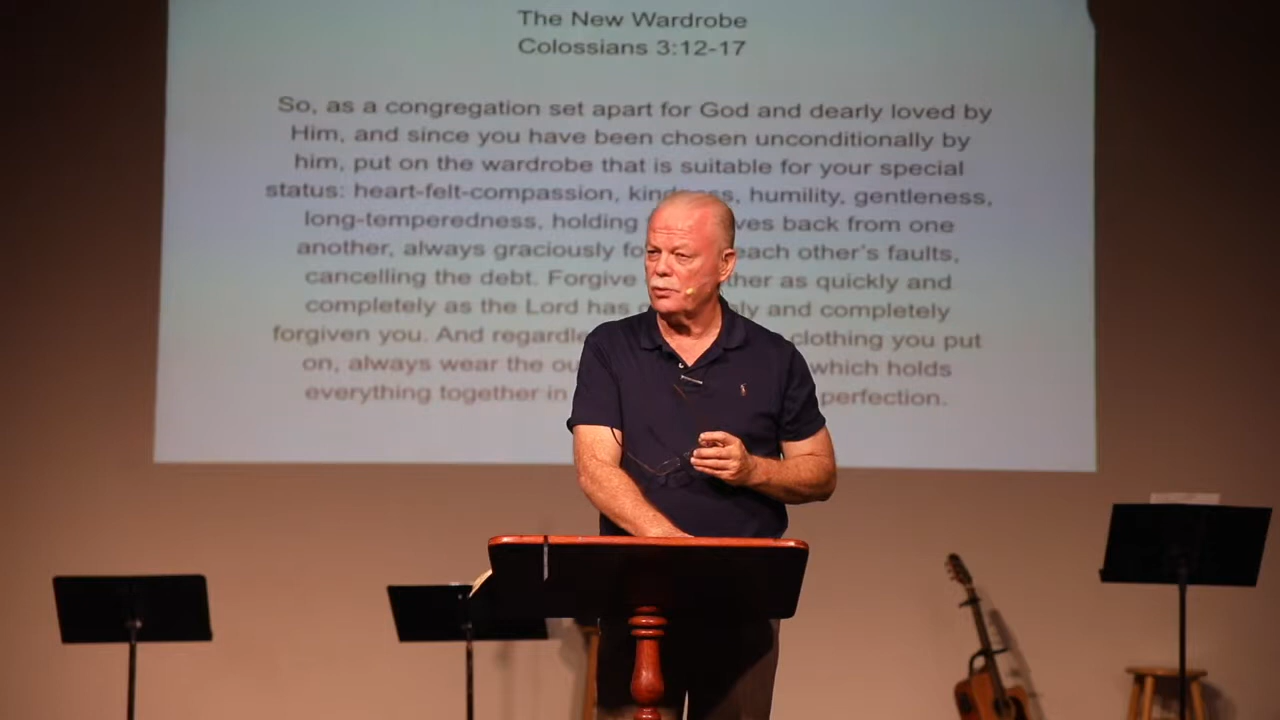 The New Wardrobe
Colossians 3:12-17
So, as a congregation set apart for God and dearly loved by
Him, and since you have been chosen unconditionally by
him, put on the wardrobe that is suitable for your special
status: heart-felt-compassion, kindness, humility, gentleness,
long-temperedness, holding back from one
another, always graciously each other's faults,
cancelling the debt. Forgive as quickly and
completely as the Lord has and completely
forgiven you. And clothing you put
on, always wear the which holds
everything together in perfection.